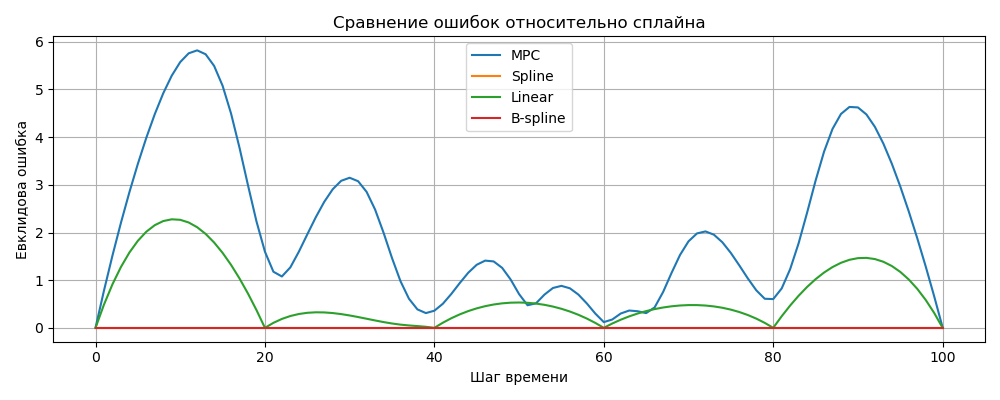 Сравнение ошибок относительно сплайна
Евклидова ошибка
6
5
4
3
2
1
0
MPC
Spline
Linear
B-spline
0 20 40 60 80 100
Шаг времени